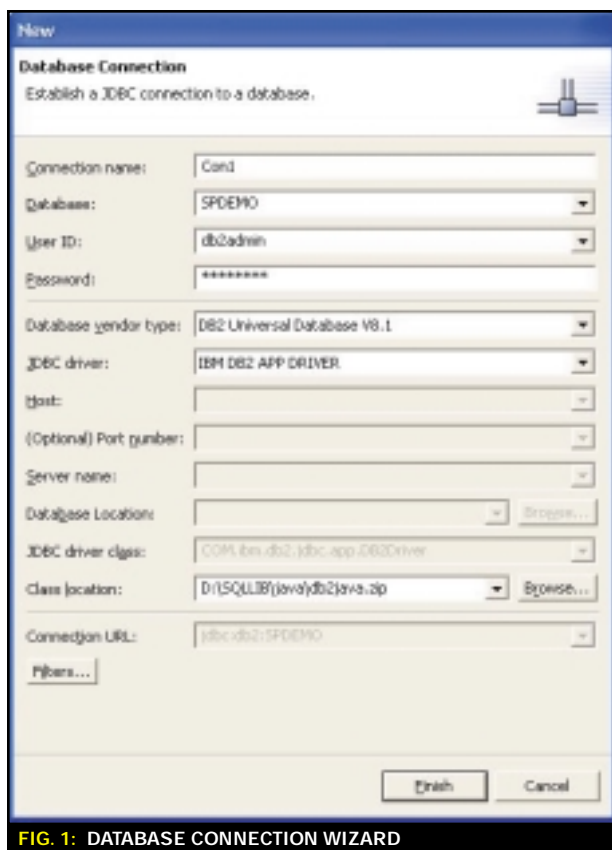 New
Database Connection
Establish a JDBC connection to a database.
Connection name: Con1
Database: SPDEMO
User ID: db2admin
Password: ********
Database vendor type: DB2 Universal Database V8.1
JDBC driver: IBM DB2 APP DRIVER
Host:
(Optional) Port number:
Server name:
Database Location: Browse...
JDBC driver class: COM.ibm.db2.jdbc.app.DB2Driver
Class location: D:\SQLLIB\java\db2java.zip Browse...
Connection URL: jdbc:db2:SPDEMO
Filters...
Finish Cancel
FIG. 1: DATABASE CONNECTION WIZARD